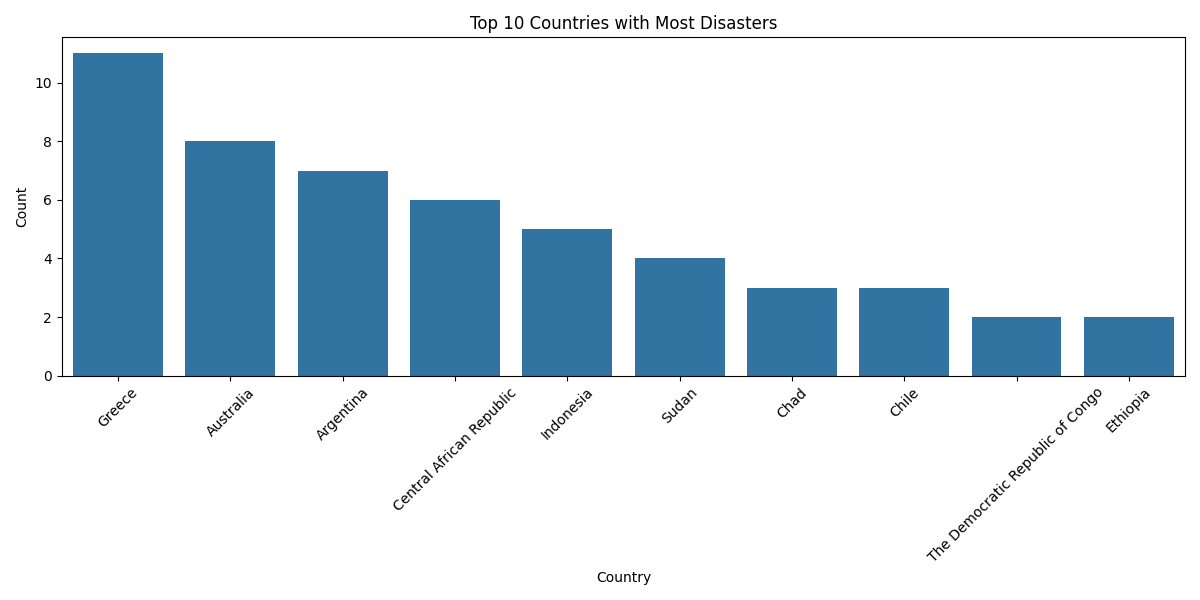 Top 10 Countries with Most Disasters
Count
10
8
6
4
2
0
Greece
Australia
Argentina
Central African Republic
Indonesia
Sudan
Chad
Chile
The Democratic Republic of Congo
Ethiopia
Country